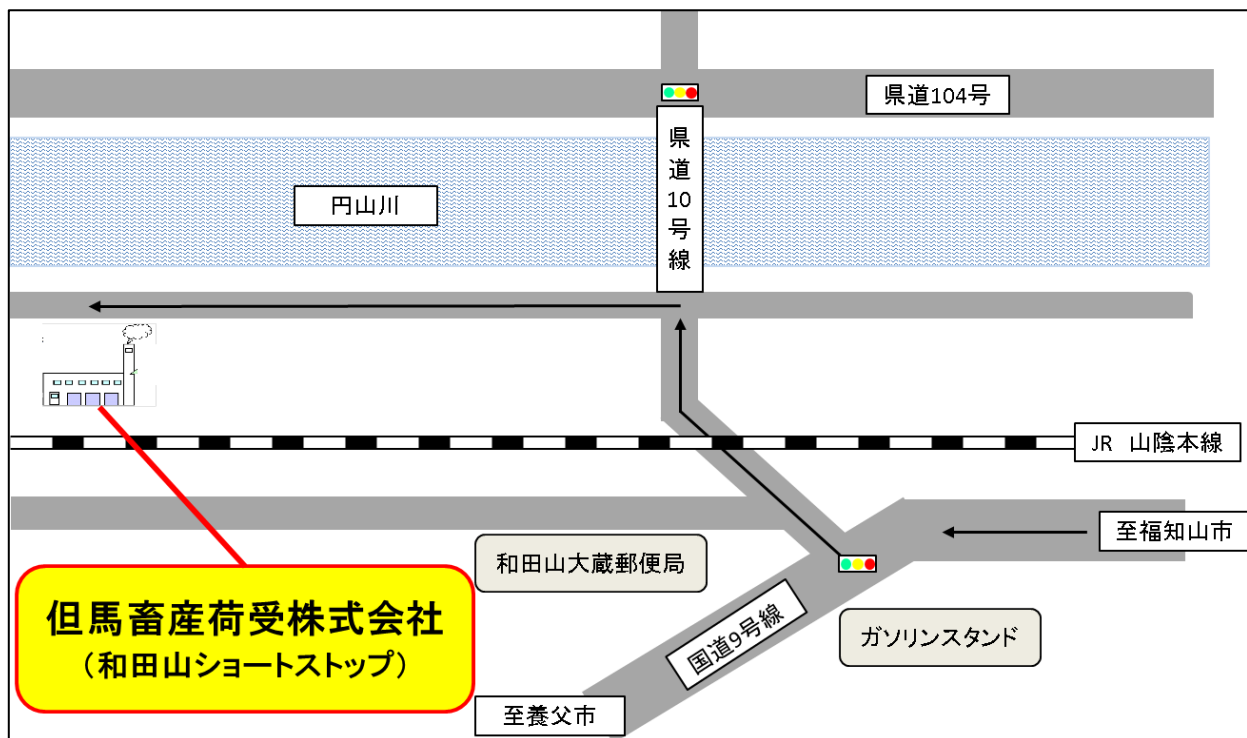 県道104号
県道10号線
円山川
JR 山陰本線
至福知山市
和田山大蔵郵便局
但馬畜産荷受株式会社
(和田山ショートストップ)
国道9号線
ガソリンスタンド
至養父市